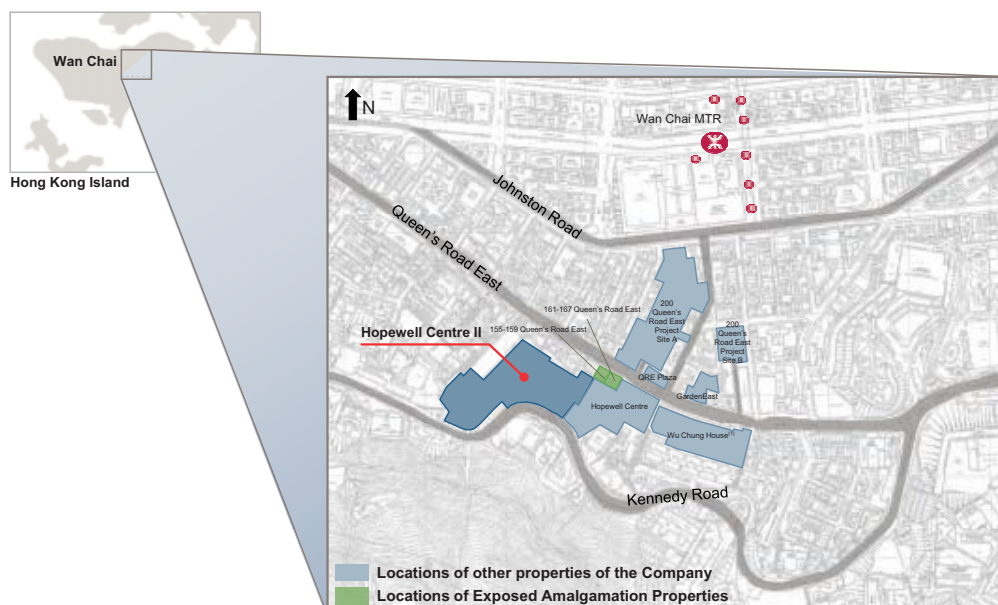 Wan Chai
Hong Kong Island
N
Wan Chai MTR
Johnston Road
Queen's Road East
161-167 Queen's Road East
155-159 Queen's Road East
Hopewell Centre II
200
Queen's
Road East
Project
Site A
200
Queen's
Road East
Project
Site B
QRE Plaza
GardenEast
Hopewell Centre
Wu Chung House(1)
Kennedy Road
Locations of other properties of the Company
Locations of Exposed Amalgamation Properties